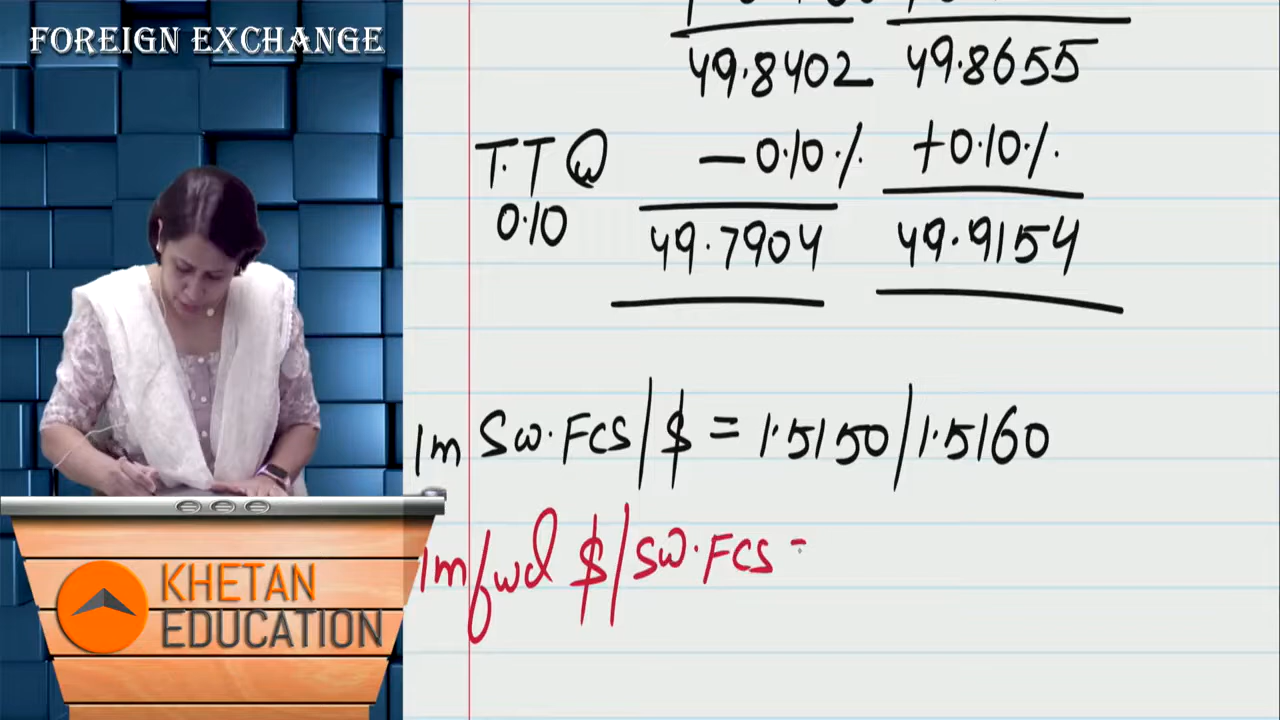 FOREIGN EXCHANGE
49.8402 49.8655
T.T Q -0.10% +0.10%
0.10
49.7904 49.9154
1m Sw.FCS/$ = 1.5150/1.5160
1m fwd $/Sw.FCS =
KHETAN
EDUCATION